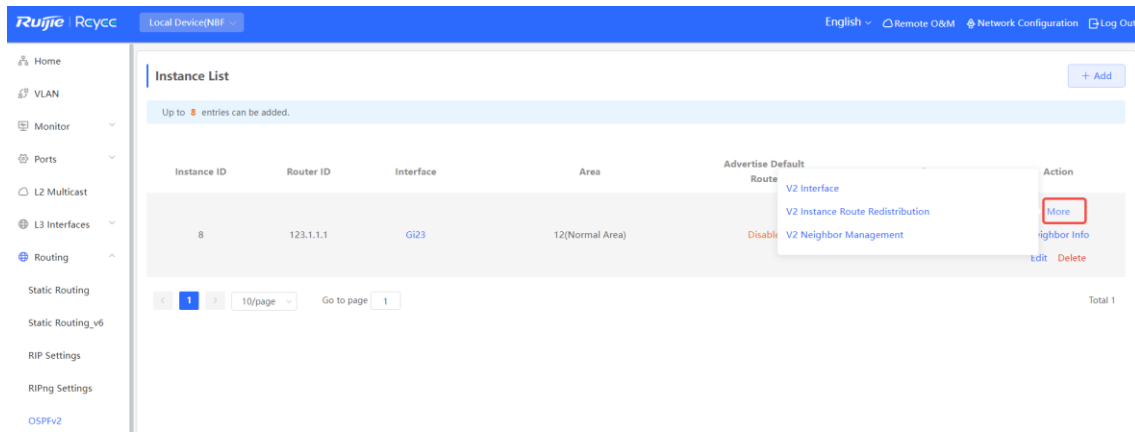 Ruijie | Rcycc
Local Device(NBF
English
Remote O&M
Network Configuration
Log Out
Home
VLAN
Monitor
Ports
L2 Multicast
L3 Interfaces
Routing
Static Routing
Static Routing_v6
RIP Settings
RIPng Settings
OSPFv2
Instance List
+ Add
Up to 8 entries can be added.
Instance ID Router ID Interface Area Advertise Default Route Action
8 123.1.1.1 Gi23 12(Normal Area) Disable
V2 Interface
V2 Instance Route Redistribution
V2 Neighbor Management
More
eighbor Info
Edit Delete
< 1 > 10/page Go to page 1 Total 1